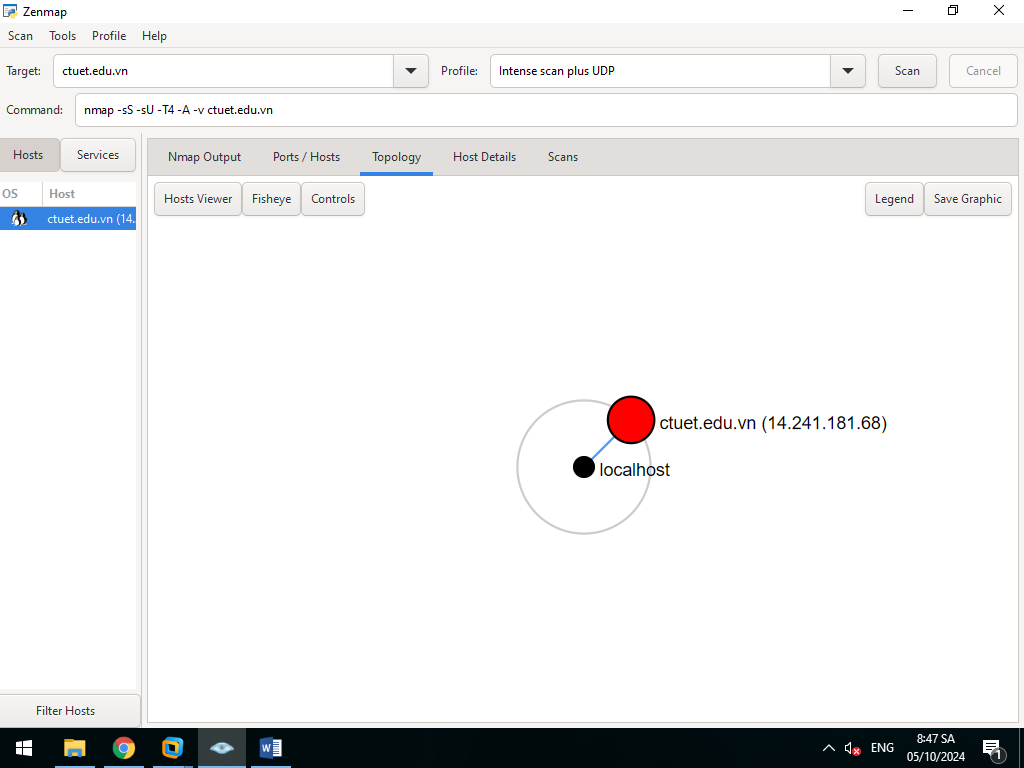 Zenmap
Scan Tools Profile Help
Target: ctuet.edu.vn Profile: Intense scan plus UDP Scan Cancel
Command: nmap -sS -sU -T4 -A -v ctuet.edu.vn
Hosts Services Nmap Output Ports / Hosts Topology Host Details Scans
OS Host Hosts Viewer Fisheye Controls Legend Save Graphic
ctuet.edu.vn (14.
ctuet.edu.vn (14.241.181.68)
localhost
Filter Hosts
W ENG 8:47 SA
05/10/2024 1